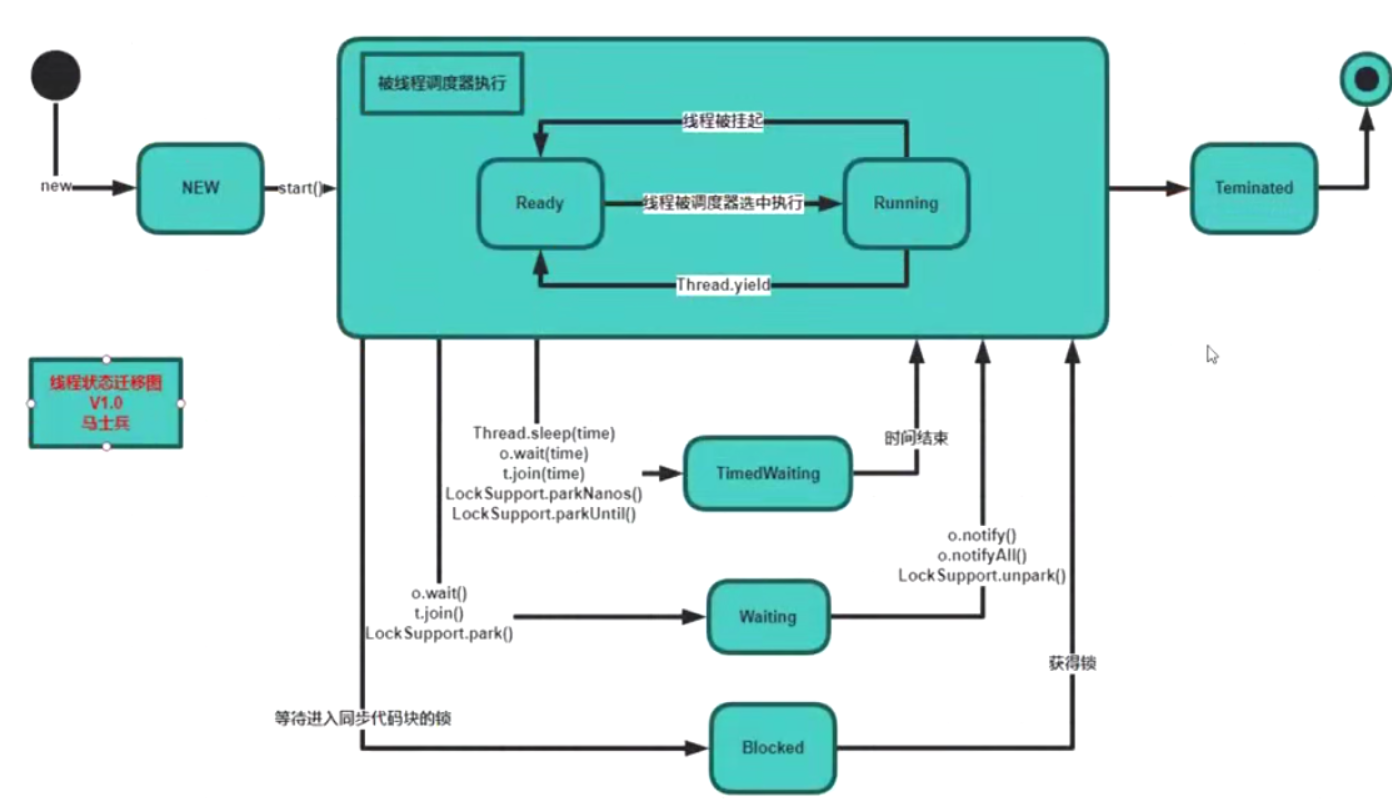 被线程调度器执行
线程被挂起
new
NEW
start()
Ready
线程被调度器选中执行
Running
Teminated
Thread.yield
线程状态迁移图
V1.0
马士兵
Thread.sleep(time)
o.wait(time)
t.join(time)
LockSupport.parkNanos()
LockSupport.parkUntil()
TimedWaiting
时间结束
o.wait()
t.join()
LockSupport.park()
Waiting
o.notify()
o.notifyAll()
LockSupport.unpark()
等待进入同步代码块的锁
Blocked
获得锁